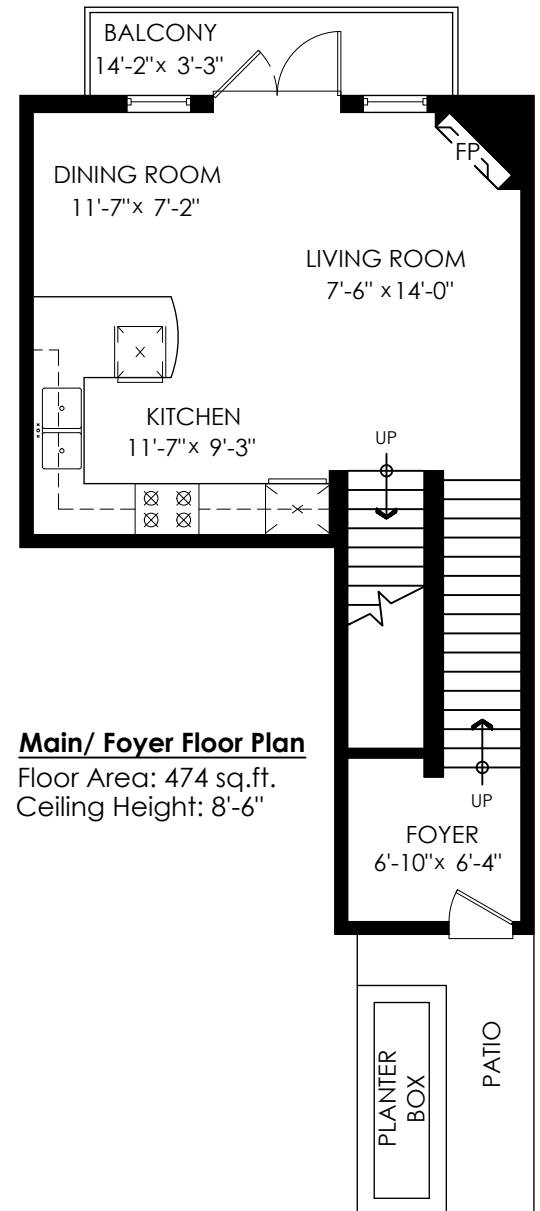 BALCONY
14'-2"x 3'-3"
FP
DINING ROOM
11'-7"x 7'-2"
LIVING ROOM
7'-6" x 14'-0"
KITCHEN
11'-7"x 9'-3"
UP
Main/ Foyer Floor Plan
Floor Area: 474 sq.ft.
Ceiling Height: 8'-6"
UP
FOYER
6'-10"x 6'-4"
PLANTER
BOX
PATIO